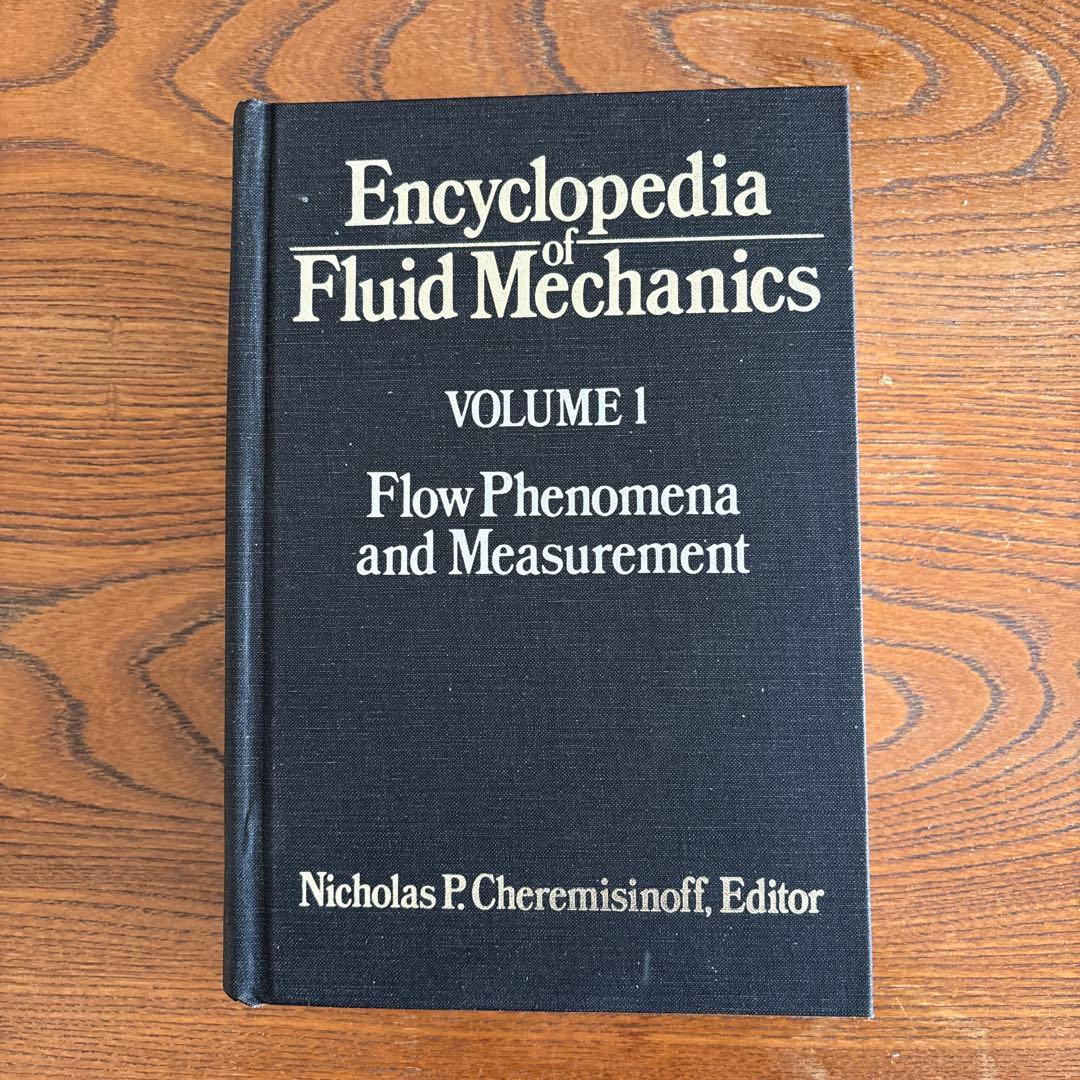 Encyclopedia
of
Fluid Mechanics
VOLUME 1
Flow Phenomena
and Measurement
Nicholas P. Cheremisinoff, Editor